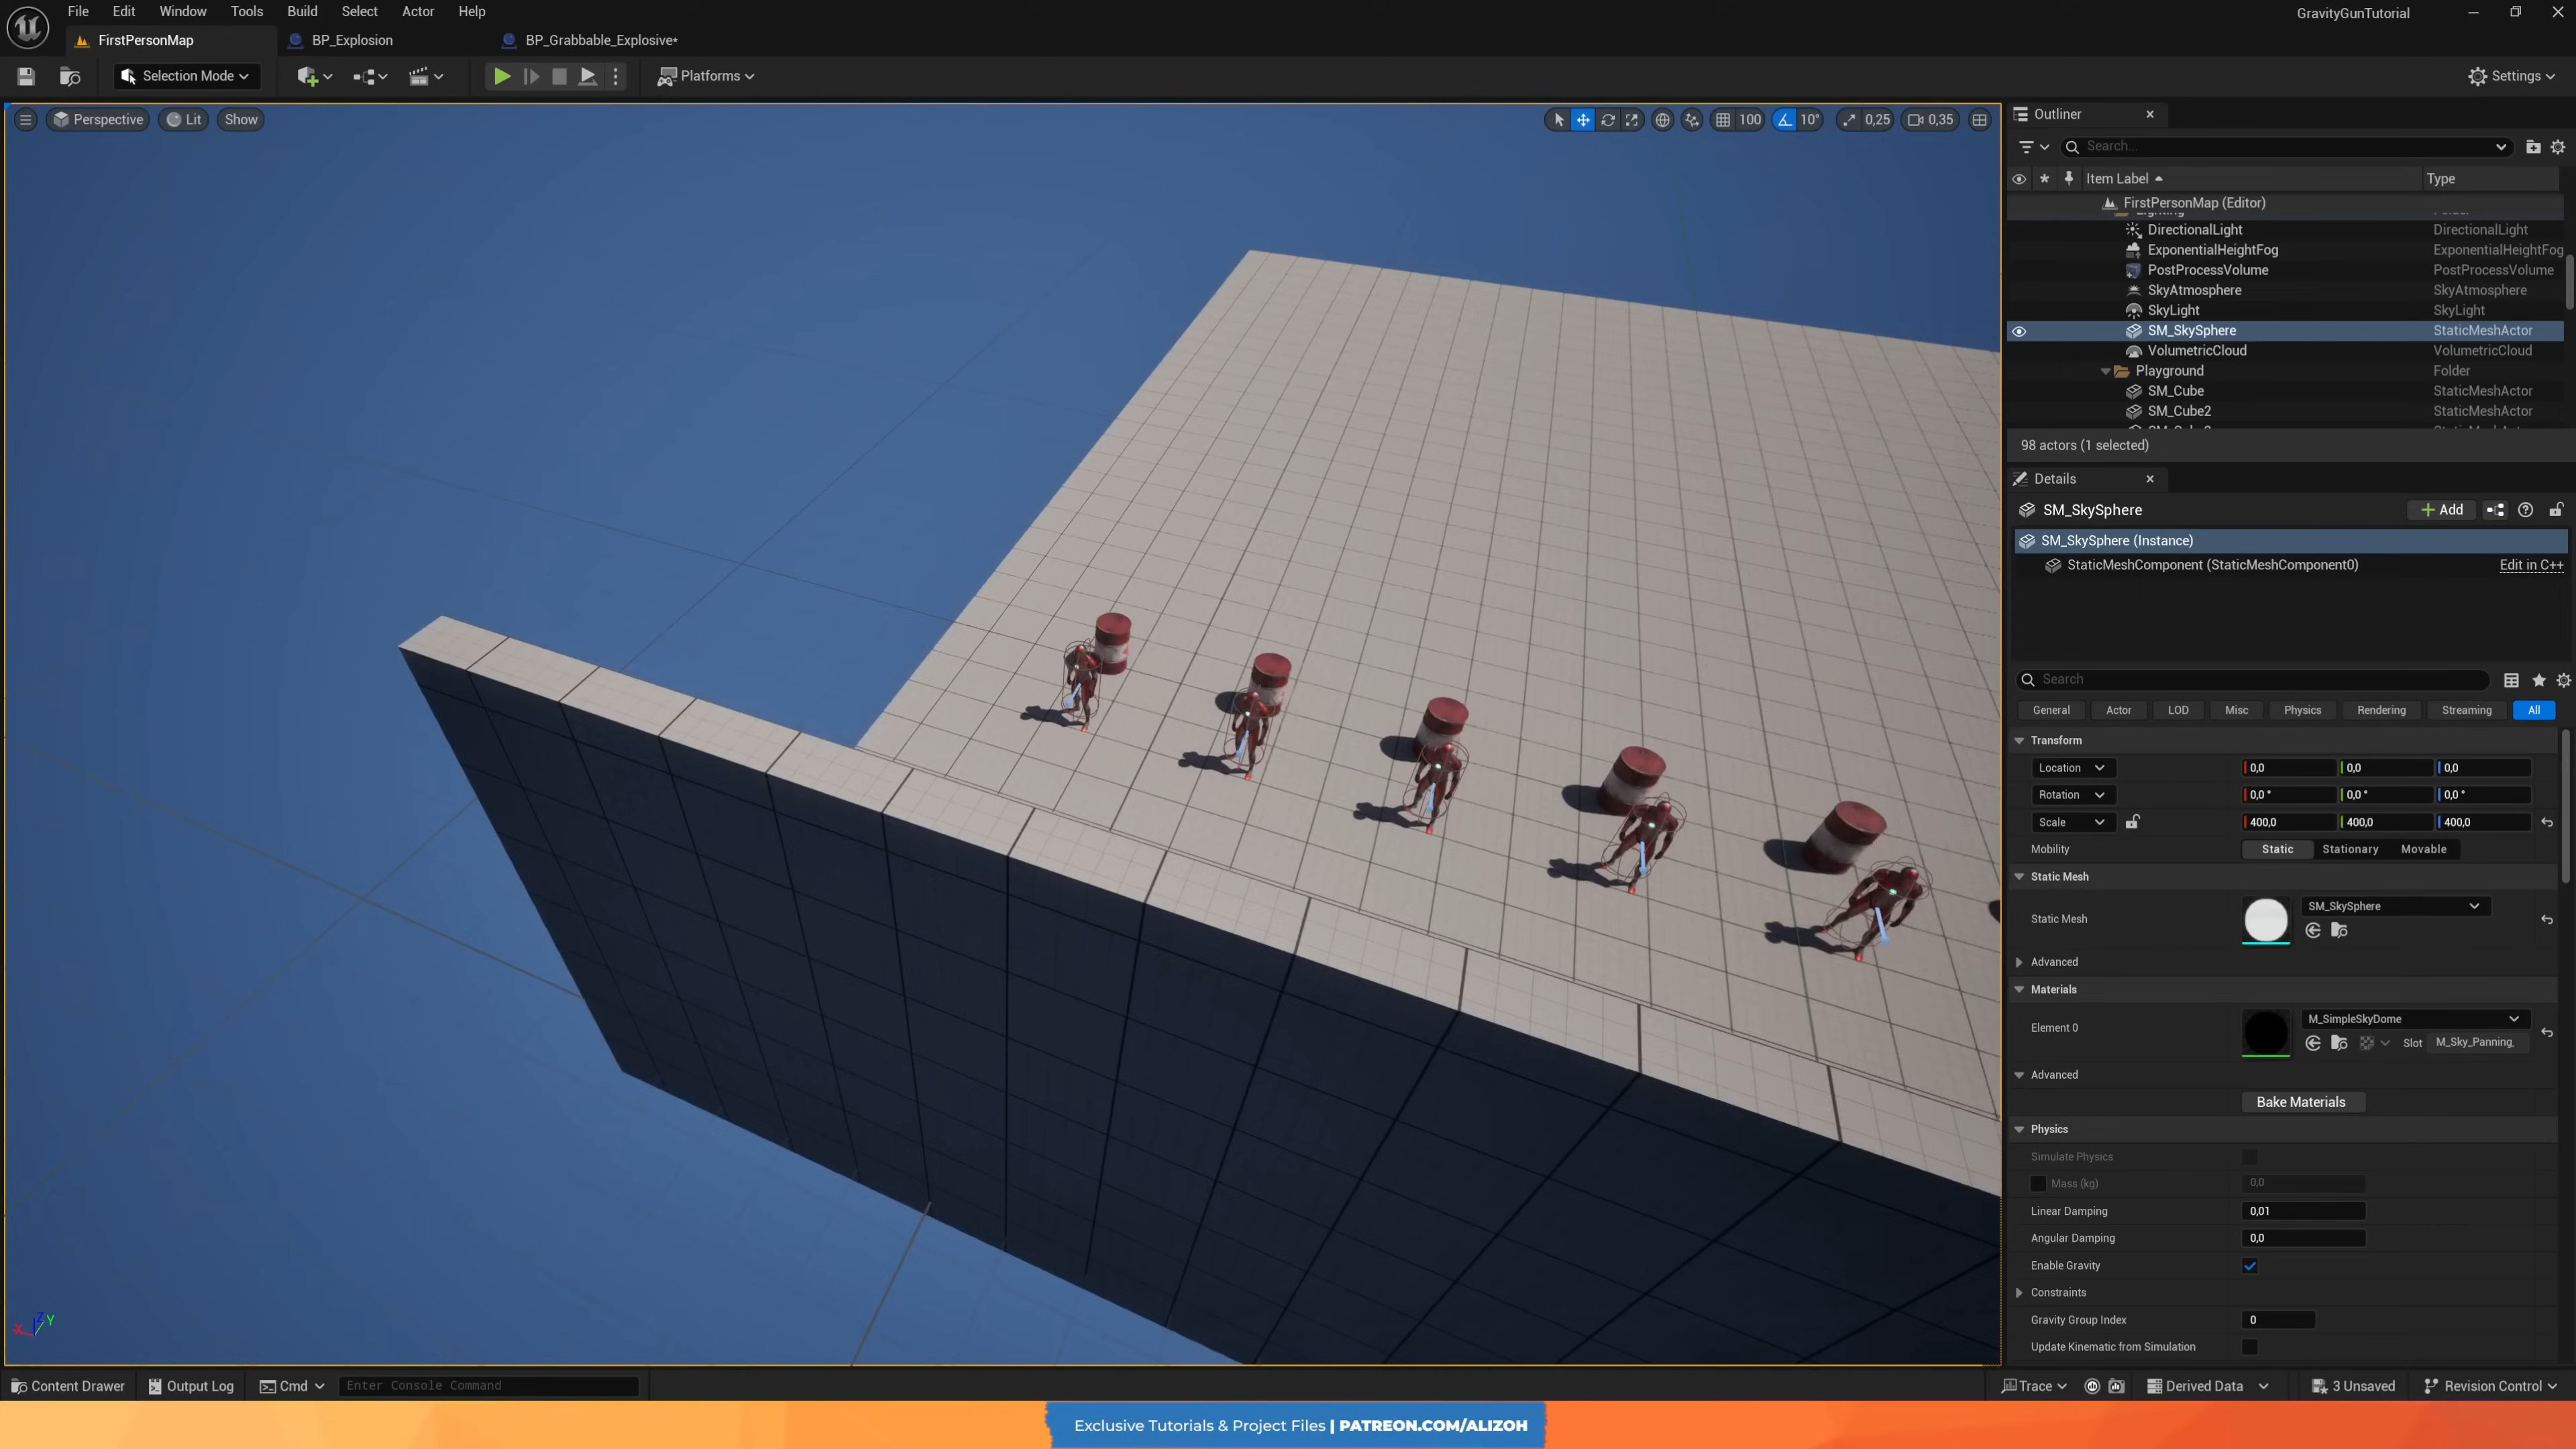 File Edit Window Tools Build Select Actor Help
GravityGunTutorial
FirstPersonMap BP_Explosion BP_Grabbable_Explosive*
Selection Mode Platforms Settings
Perspective Lit Show 100 10° 0,25 0,35
Outliner
Search...
Item Label Type
FirstPersonMap (Editor)
Lighting Folder
DirectionalLight DirectionalLight
ExponentialHeightFog ExponentialHeightFog
PostProcessVolume PostProcessVolume
SkyAtmosphere SkyAtmosphere
SkyLight SkyLight
SM_SkySphere StaticMeshActor
VolumetricCloud VolumetricCloud
Playground Folder
SM_Cube StaticMeshActor
SM_Cube2 StaticMeshActor
98 actors (1 selected)
Details
SM_SkySphere Add
SM_SkySphere (Instance)
StaticMeshComponent (StaticMeshComponent0) Edit in C++
Search
General Actor LOD Misc Physics Rendering Streaming All
Transform
Location 0,0 0,0 0,0
Rotation 0,0 ° 0,0 ° 0,0 °
Scale 400,0 400,0 400,0
Mobility Static Stationary Movable
Static Mesh
Static Mesh SM_SkySphere
Advanced
Materials
Element 0 M_SimpleSkyDome
Slot M_Sky_Panning_
Advanced
Bake Materials
Physics
Simulate Physics
Mass (kg) 0,0
Linear Damping 0,01
Angular Damping 0,0
Enable Gravity
Constraints
Gravity Group Index 0
Update Kinematic from Simulation
X Z Y
Content Drawer Output Log Cmd Enter Console Command Trace Derived Data 3 Unsaved Revision Control
Exclusive Tutorials & Project Files | PATREON.COM/ALIZOH